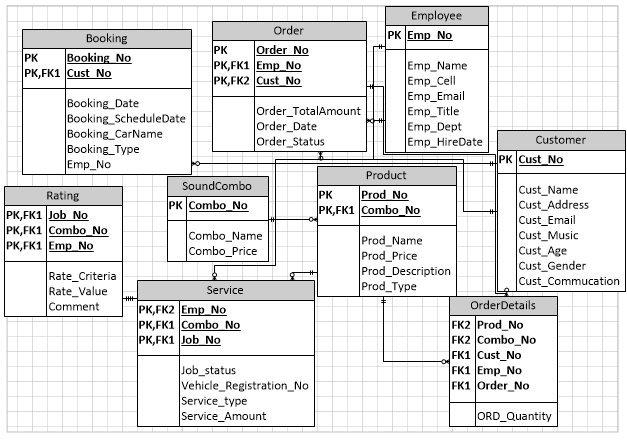 Booking
PK Booking_No
PK,FK1 Cust_No
Booking_Date
Booking_ScheduleDate
Booking_CarName
Booking_Type
Emp_No
Order
PK Order_No
PK,FK1 Emp_No
PK,FK2 Cust_No
Order_TotalAmount
Order_Date
Order_Status
Employee
PK Emp_No
Emp_Name
Emp_Cell
Emp_Email
Emp_Title
Emp_Dept
Emp_HireDate
Customer
PK Cust_No
Cust_Name
Cust_Address
Cust_Email
Cust_Music
Cust_Age
Cust_Gender
Cust_Commucation
Rating
PK,FK1 Job_No
PK,FK1 Combo_No
PK,FK1 Emp_No
Rate_Criteria
Rate_Value
Comment
SoundCombo
PK Combo_No
Combo_Name
Combo_Price
Product
PK Prod_No
PK,FK1 Combo_No
Prod_Name
Prod_Price
Prod_Description
Prod_Type
Service
PK,FK2 Emp_No
PK,FK1 Combo_No
PK,FK1 Job_No
Job_status
Vehicle_Registration_No
Service_type
Service_Amount
OrderDetails
FK2 Prod_No
FK2 Combo_No
FK1 Cust_No
FK1 Emp_No
FK1 Order_No
ORD_Quantity